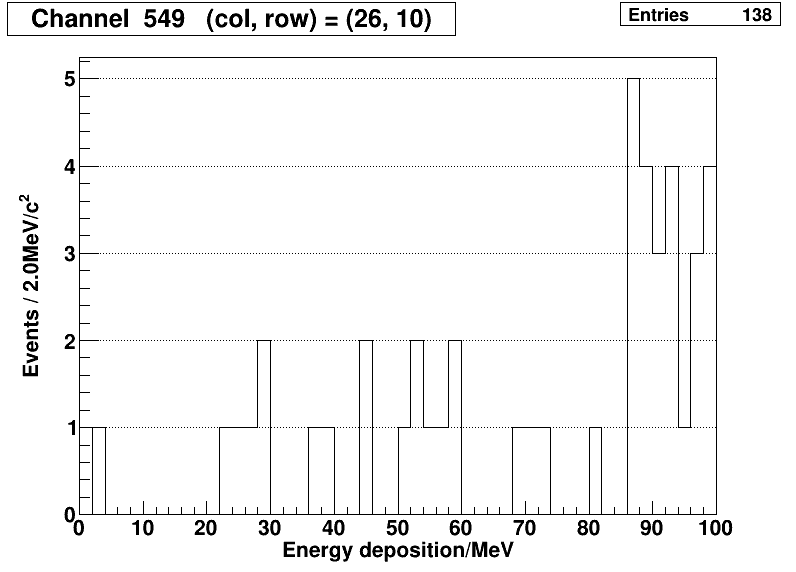 Channel 549 (col, row) = (26, 10)
Entries 138
Events / 2.0MeV/c²
5
4
3
2
1
0
0 10 20 30 40 50 60 70 80 90 100
Energy deposition/MeV